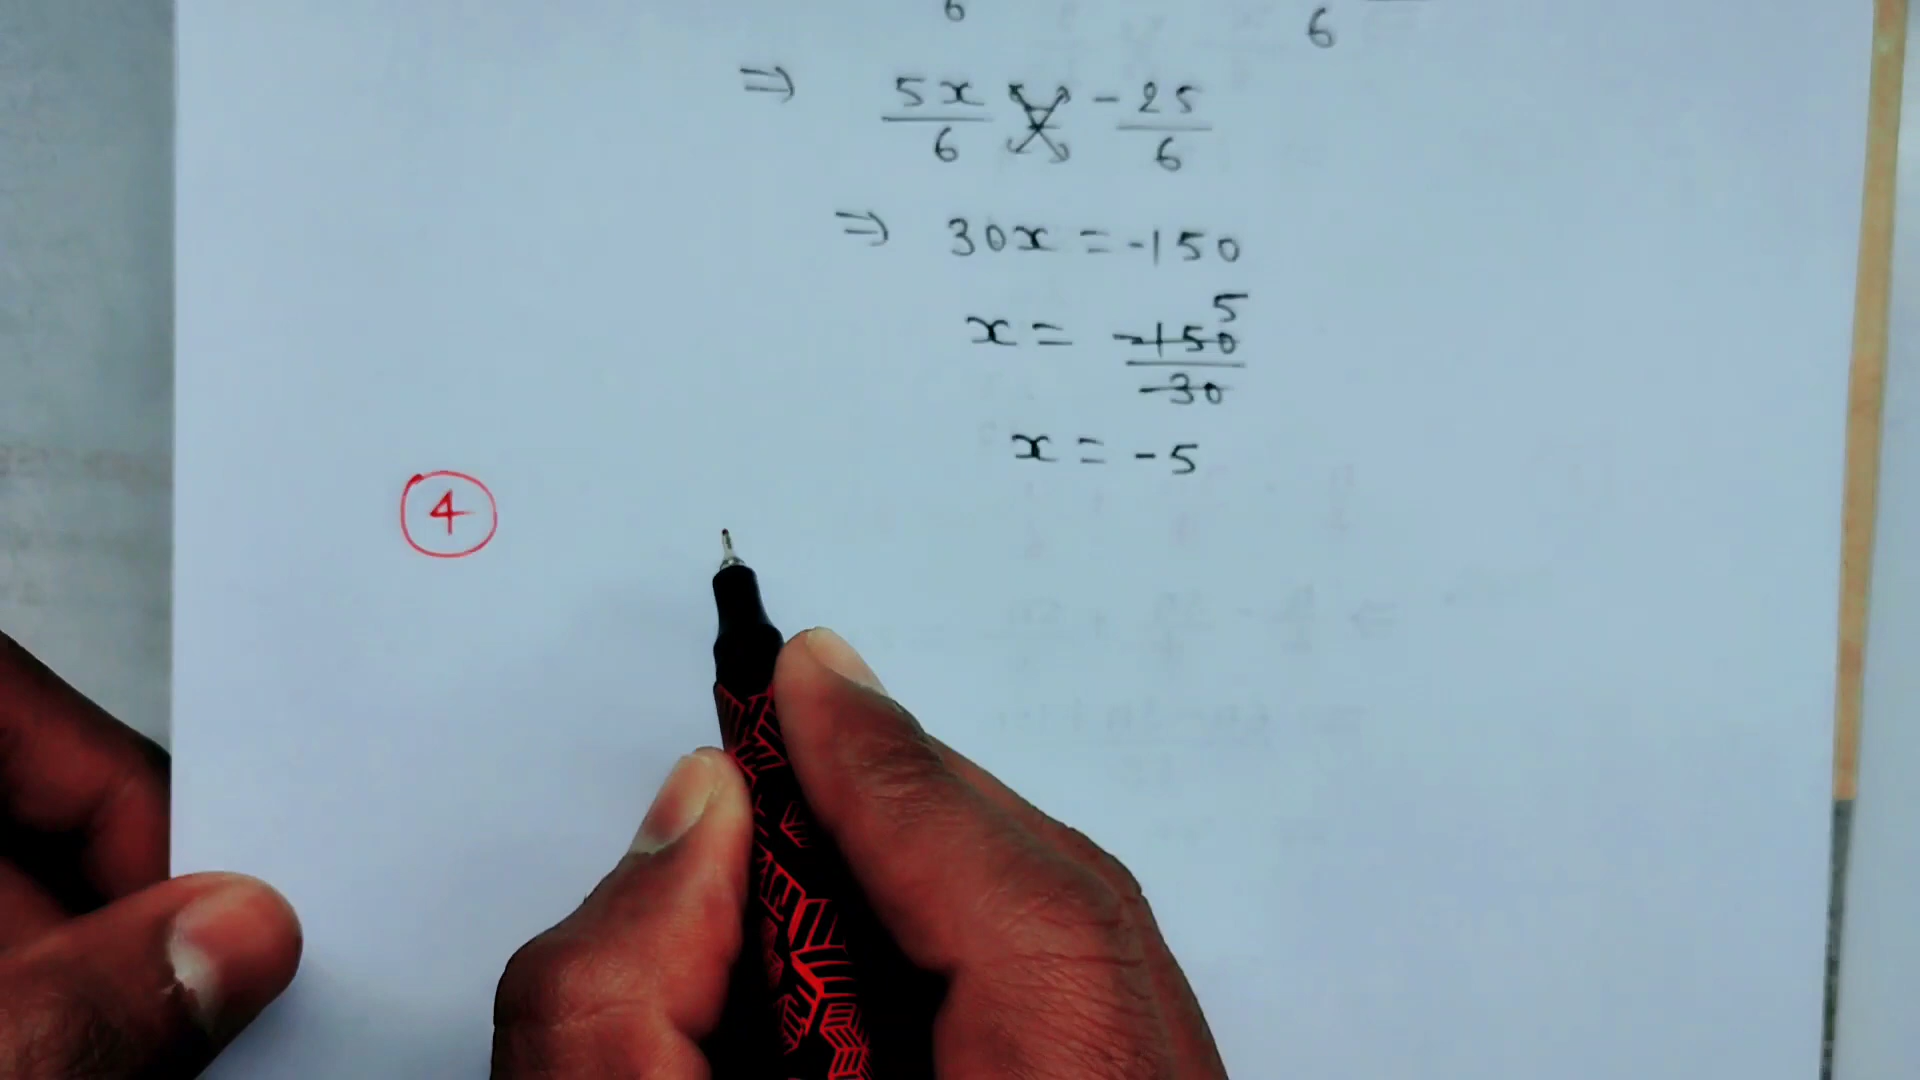 6 6
⇒ 5x/6 = -25/6
⇒ 30x = -150
x = -150/30 5
x = -5
4